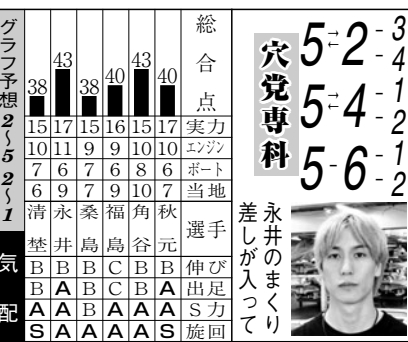 グラフ予想 2～5 2～1
気配
38 43 38 40 43 40 総合点
15 17 15 16 15 17 実力
10 11 9 9 10 10 エンジン
7 6 7 6 8 6 ボート
6 9 7 9 10 7 当地
清埜 永井 桑島 福島 角谷 秋元 選手
B B B C B B 伸び
B A B C B A 出足
A A B A A A S力
S A A A A S 旋回
穴党専科
5⇄2-3
-4
5⇄4-1
-2
5-6-1
-2
永井のまくり
差しが入って